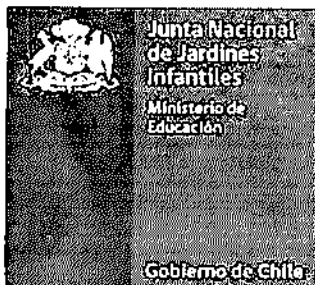 Junta Nacional
de Jardines
Infantiles
Ministerio de
Educación
Gobierno de Chile